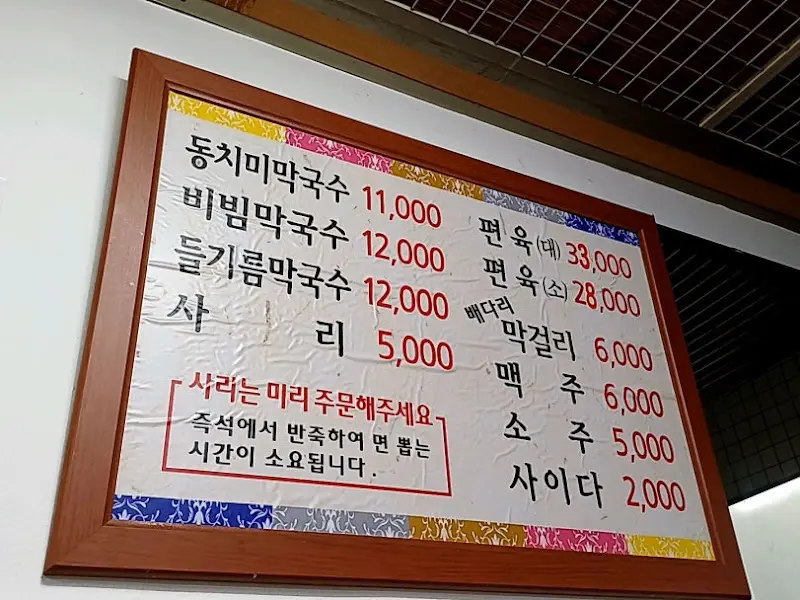 동치미막국수 11,000
비빔막국수 12,000
들기름막국수 12,000
사 리 5,000
사리는 미리 주문해주세요
즉석에서 반죽하여 면 뽑는
시간이 소요됩니다.
편육(대) 33,000
편육(소) 28,000
배다리 막걸리 6,000
맥 주 6,000
소 주 5,000
사이다 2,000